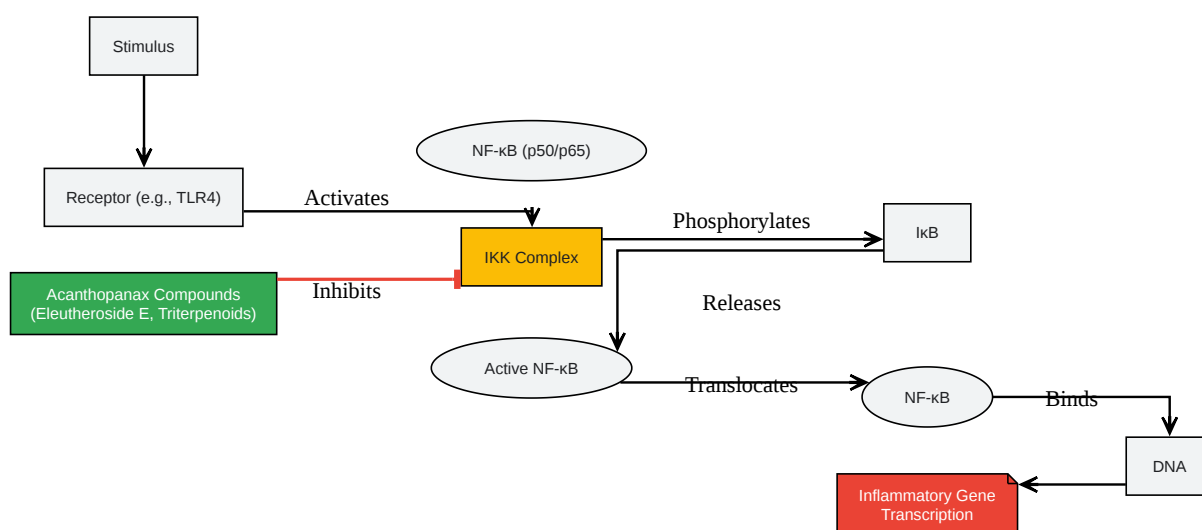 Stimulus
NF-κB (p50/p65)
Receptor (e.g., TLR4)
Activates
Phosphorylates
IκB
IKK Complex
Acanthopanax Compounds
(Eleutheroside E, Triterpenoids)
Inhibits
Releases
Active NF-κB
Translocates
NF-κB
Binds
DNA
Inflammatory Gene
Transcription